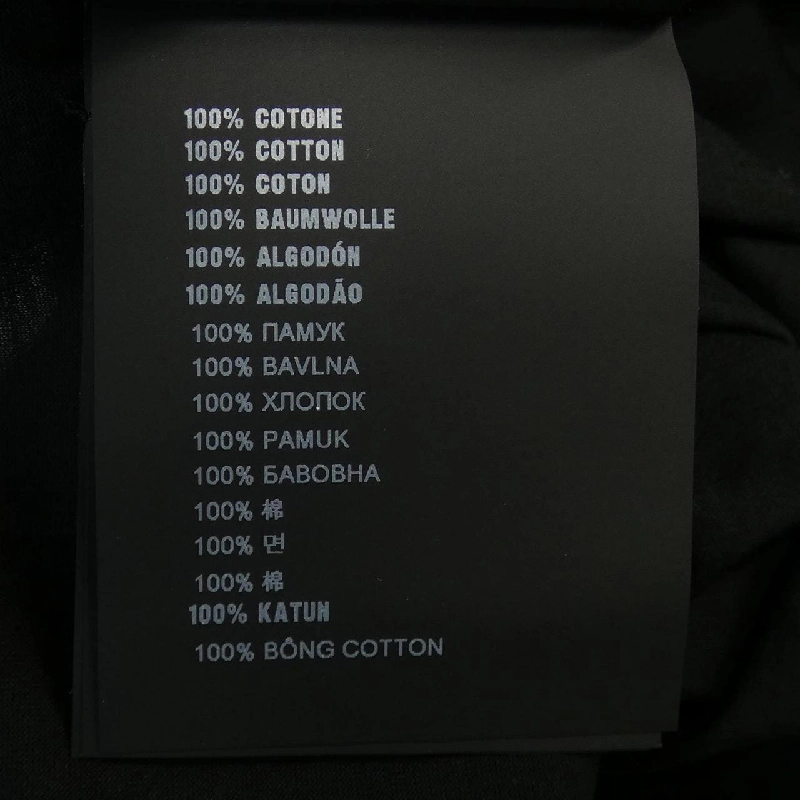 100% COTONE
100% COTTON
100% COTON
100% BAUMWOLLE
100% ALGODÓN
100% ALGODÃO
100% ПАМУК
100% BAVLNA
100% ХЛОПОК
100% PAMUK
100% БАВОВНА
100% 棉
100% 면
100% 棉
100% KATUN
100% BÔNG COTTON